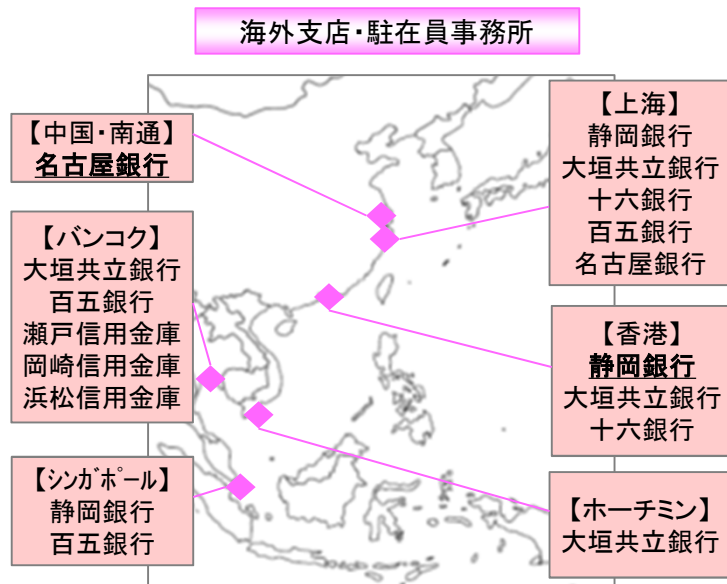 海外支店・駐在員事務所
【中国・南通】
名古屋銀行
【バンコク】
大垣共立銀行
百五銀行
瀬戸信用金庫
岡崎信用金庫
浜松信用金庫
【シンガポール】
静岡銀行
百五銀行
【上海】
静岡銀行
大垣共立銀行
十六銀行
百五銀行
名古屋銀行
【香港】
静岡銀行
大垣共立銀行
十六銀行
【ホーチミン】
大垣共立銀行